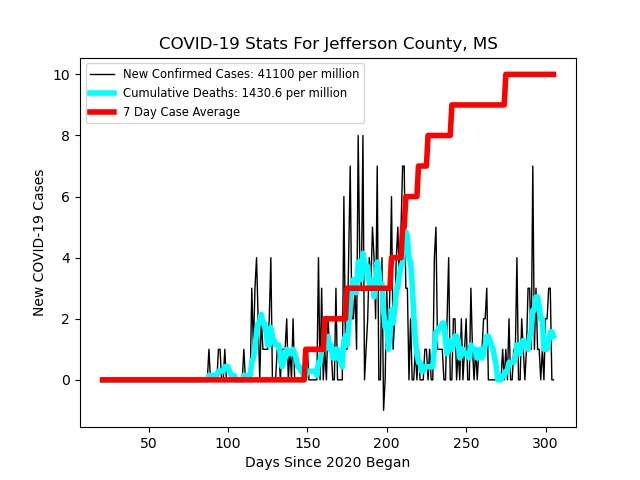 COVID-19 Stats For Jefferson County, MS
New Confirmed Cases: 41100 per million
Cumulative Deaths: 1430.6 per million
7 Day Case Average
New COVID-19 Cases
10
8
6
4
2
0
50 100 150 200 250 300
Days Since 2020 Began